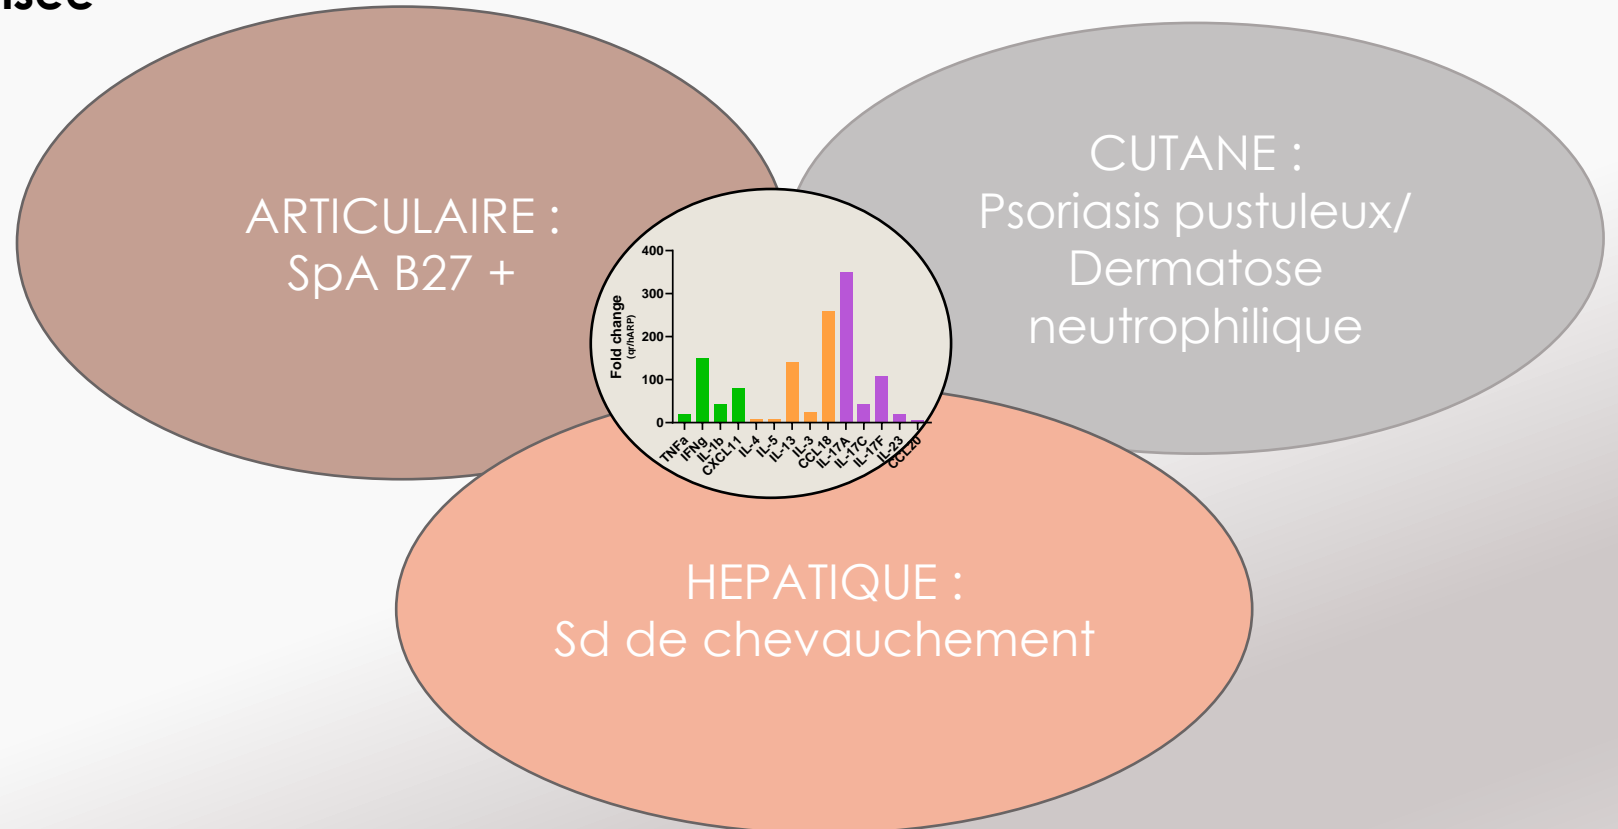 ARTICULAIRE :
SpA B27 +
CUTANE :
Psoriasis pustuleux/
Dermatose
neutrophilique
400
300
200
100
0
Fold change
(qr/hARP)
TNFa
IFNg
IL-1b
CXCL11
IL-4
IL-5
IL-13
IL-3
CCL18
IL-17A
IL-17C
IL-17F
IL-23
CCL20
HEPATIQUE :
Sd de chevauchement